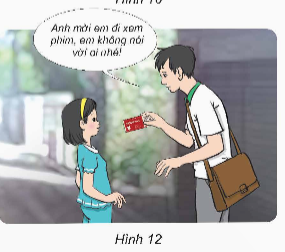 Anh mời em đi xem
phim, em không nói
với ai nhé!
Hình 12